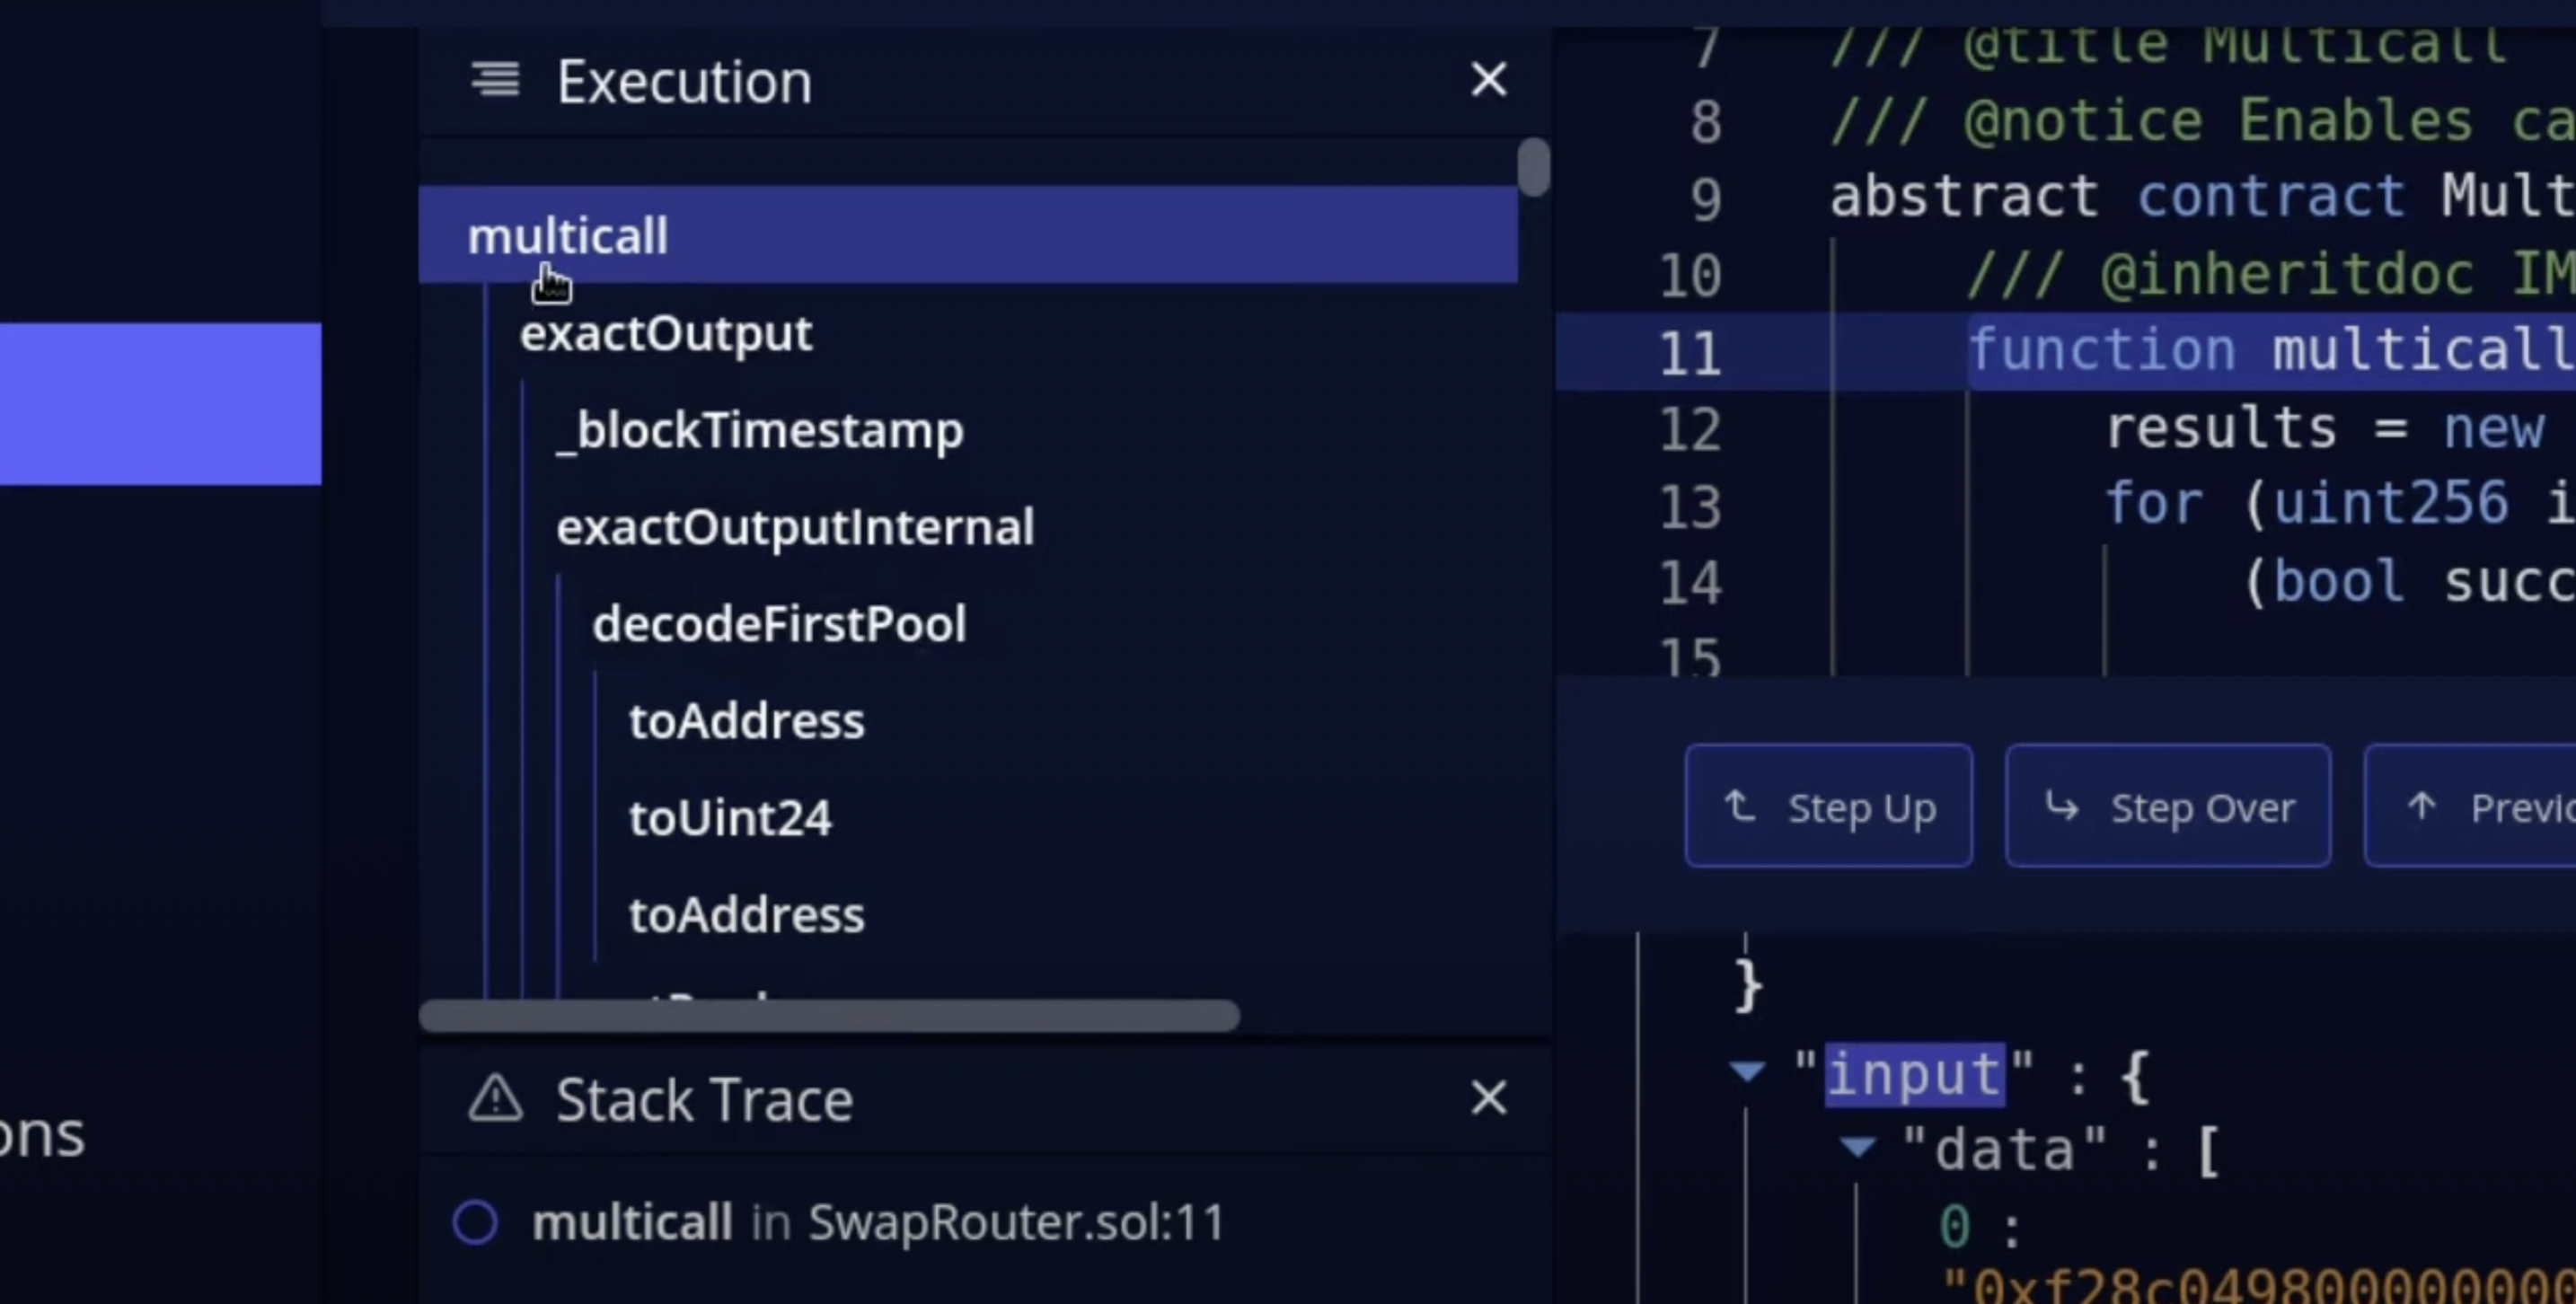 Execution
multicall
exactOutput
_blockTimestamp
exactOutputInternal
decodeFirstPool
toAddress
toUint24
toAddress
Stack Trace
multicall in SwapRouter.sol:11
ons
7 /// @title Multicall
8 /// @notice Enables ca
9 abstract contract Mult
10 /// @inheritdoc IM
11 function multicall
12 results = new
13 for (uint256 i
14 (bool succ
15
Step Up
Step Over
Previo
}
"input" : {
"data" : [
0 :
"0xf28c04980000000